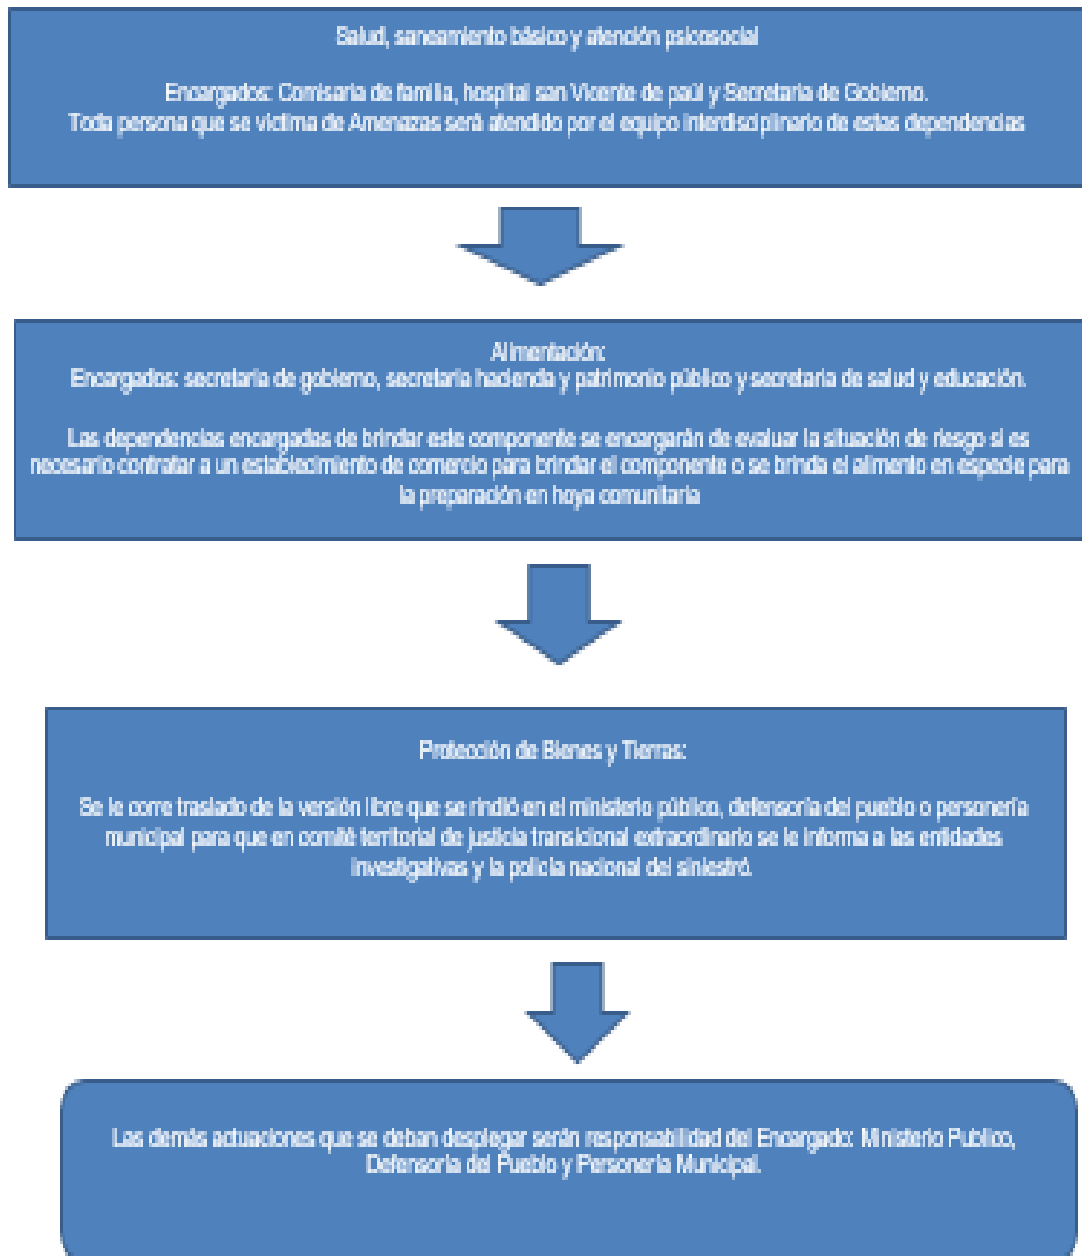 Salud, saneamiento básico y atención psicosocial
Encargados: Comisaria de familia, hospital san Vicente de paúl y Secretaria de Gobierno.
Toda persona que se victima de Amenazas será atendido por el equipo interdisciplinario de estas dependencias
Alimentación:
Encargados: secretaria de gobierno, secretaria hacienda y patrimonio público y secretaria de salud y educación.
Las dependencias encargadas de brindar este componente se encargarán de evaluar la situación de riesgo si es
necesario contratar a un establecimiento de comercio para brindar el componente o se brinda el alimento en especie para
la preparación en hoya comunitaria
Protección de Bienes y Tierras:
Se le corre traslado de la versión libre que se rindió en el ministerio público, defensoría del pueblo o personería
municipal para que en comité territorial de justicia transicional extraordinario se le informa a las entidades
investigativas y la policía nacional del siniestró.
Las demás actuaciones que se deban desplegar serán responsabilidad del Encargado: Ministerio Publico,
Defensoría del Pueblo y Personería Municipal.